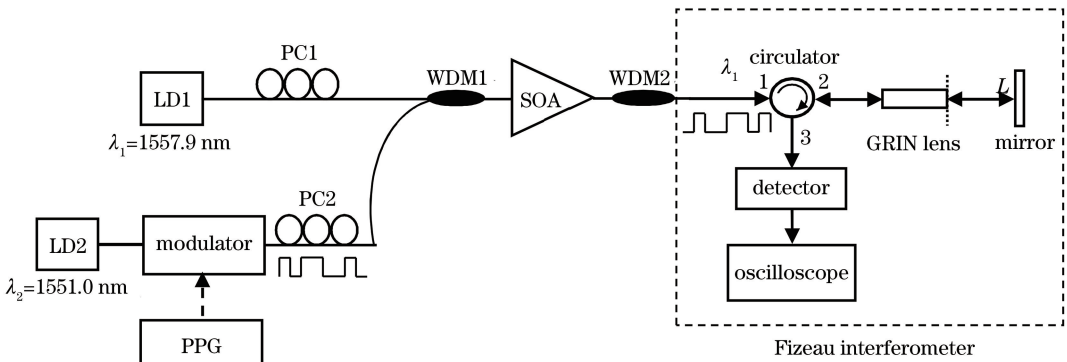 PC1
LD1
λ1=1557.9 nm
WDM1
SOA
WDM2
λ1
circulator
1
2
3
GRIN lens
L
mirror
detector
oscilloscope
Fizeau interferometer
PC2
LD2
λ2=1551.0 nm
modulator
PPG